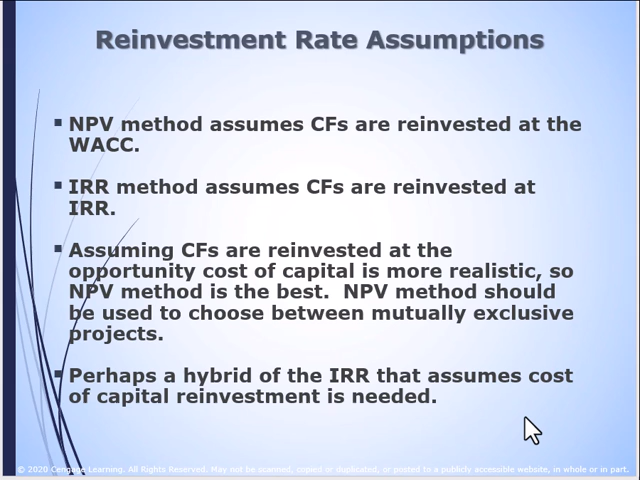 Reinvestment Rate Assumptions
NPV method assumes CFs are reinvested at the
WACC.
IRR method assumes CFs are reinvested at
IRR.
Assuming CFs are reinvested at the
opportunity cost of capital is more realistic, so
NPV method is the best. NPV method should
be used to choose between mutually exclusive
projects.
Perhaps a hybrid of the IRR that assumes cost
of capital reinvestment is needed.
© 2020 Cengage Learning. All Rights Reserved. May not be scanned, copied or duplicated, or posted to a publicly accessible website, in whole or in part.